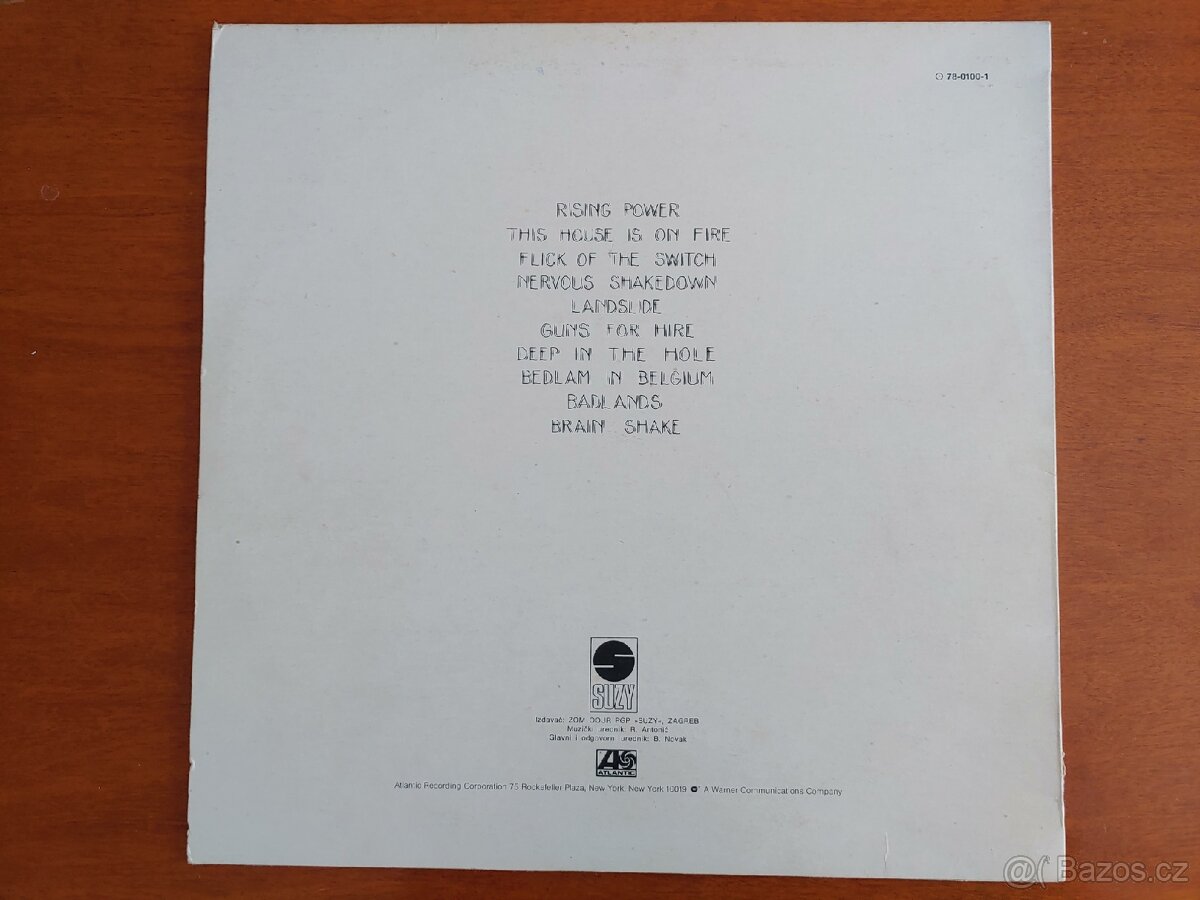 78-0100-1
RISING POWER
THIS HOUSE IS ON FIRE
FLICK OF THE SWITCH
NERVOUS SHAKEDOWN
LANDSLIDE
GUNS FOR HIRE
DEEP IN THE HOLE
BEDLAM IN BELGIUM
BADLANDS
BRAIN SHAKE
SUZY
Izdavač: ZOM OOUR PGP »SUZY«, ZAGREB
Muzički urednik: R. Antonić
Glavni i odgovorni urednik: B. Novak
ATLANTIC
Atlantic Recording Corporation 75 Rockefeller Plaza, New York, New York 10019 A Warner Communications Company
Bazos.cz